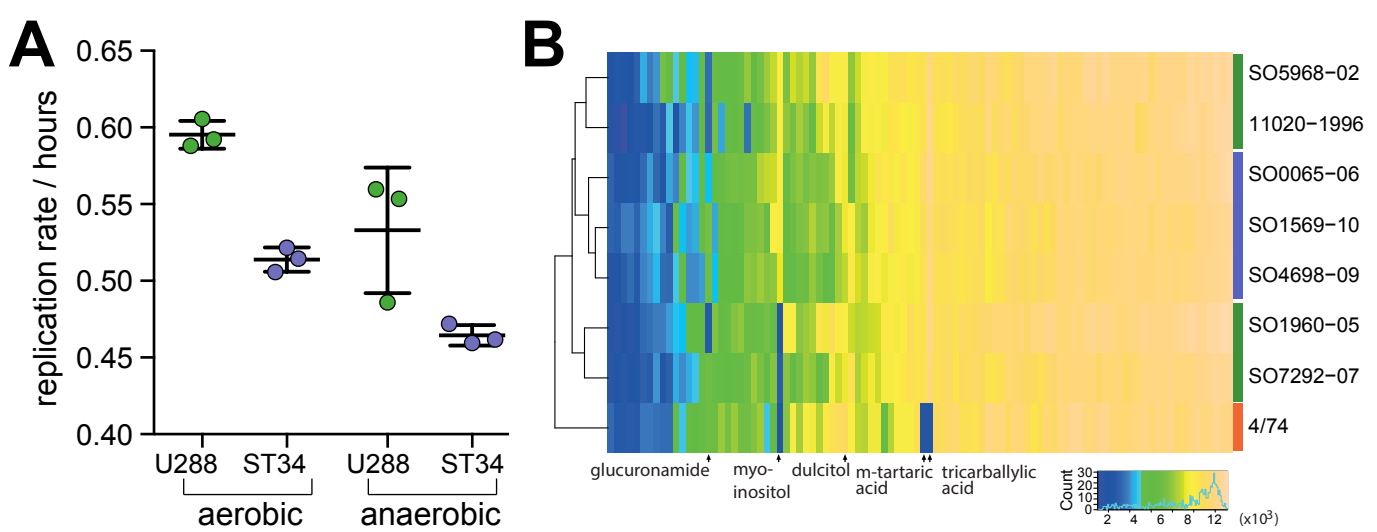 A
replication rate / hours
0.65
0.60
0.55
0.50
0.45
0.40
U288 ST34 U288 ST34
aerobic anaerobic
B
SO5968−02
11020−1996
SO0065−06
SO1569−10
SO4698−09
SO1960−05
SO7292−07
4/74
glucuronamide
myo-
inositol
dulcitol
m-tartaric
acid
tricarballylic
acid
Count
30
20
10
0
2 4 6 8 12 (x10³)